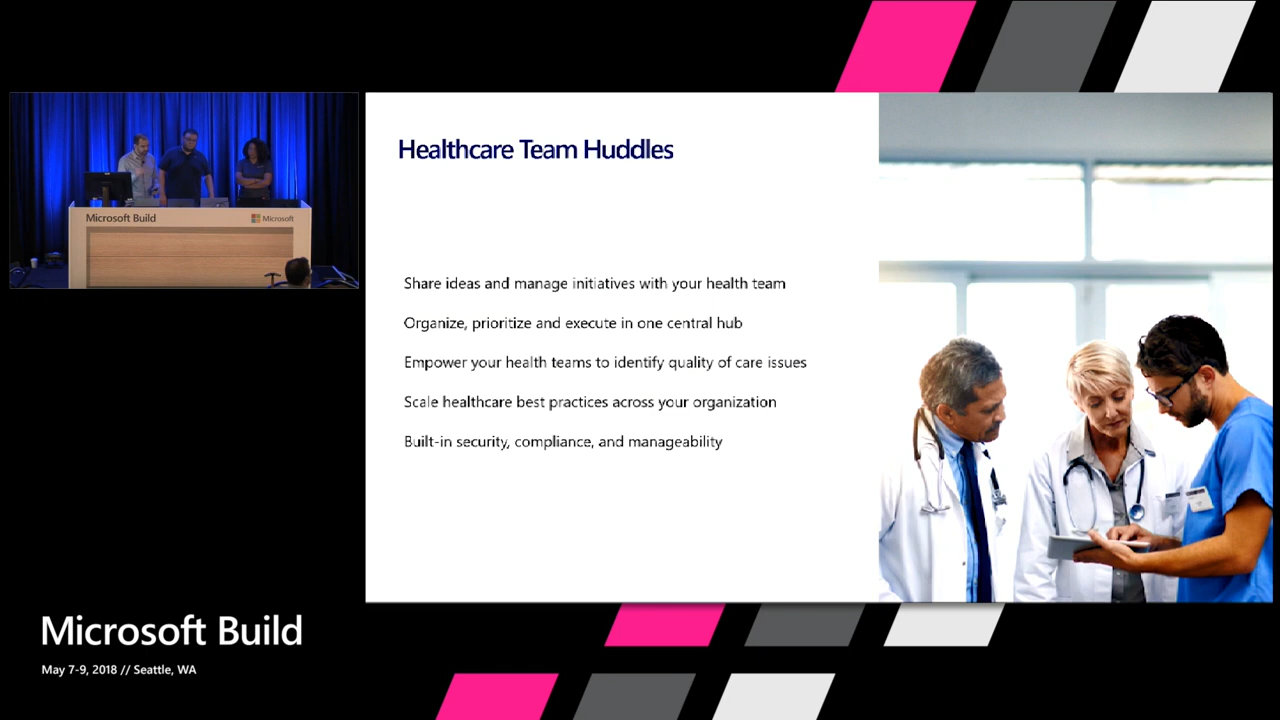 Microsoft Build
Microsoft
Healthcare Team Huddles
Share ideas and manage initiatives with your health team
Organize, prioritize and execute in one central hub
Empower your health teams to identify quality of care issues
Scale healthcare best practices across your organization
Built-in security, compliance, and manageability
Microsoft Build
May 7-9, 2018 // Seattle, WA